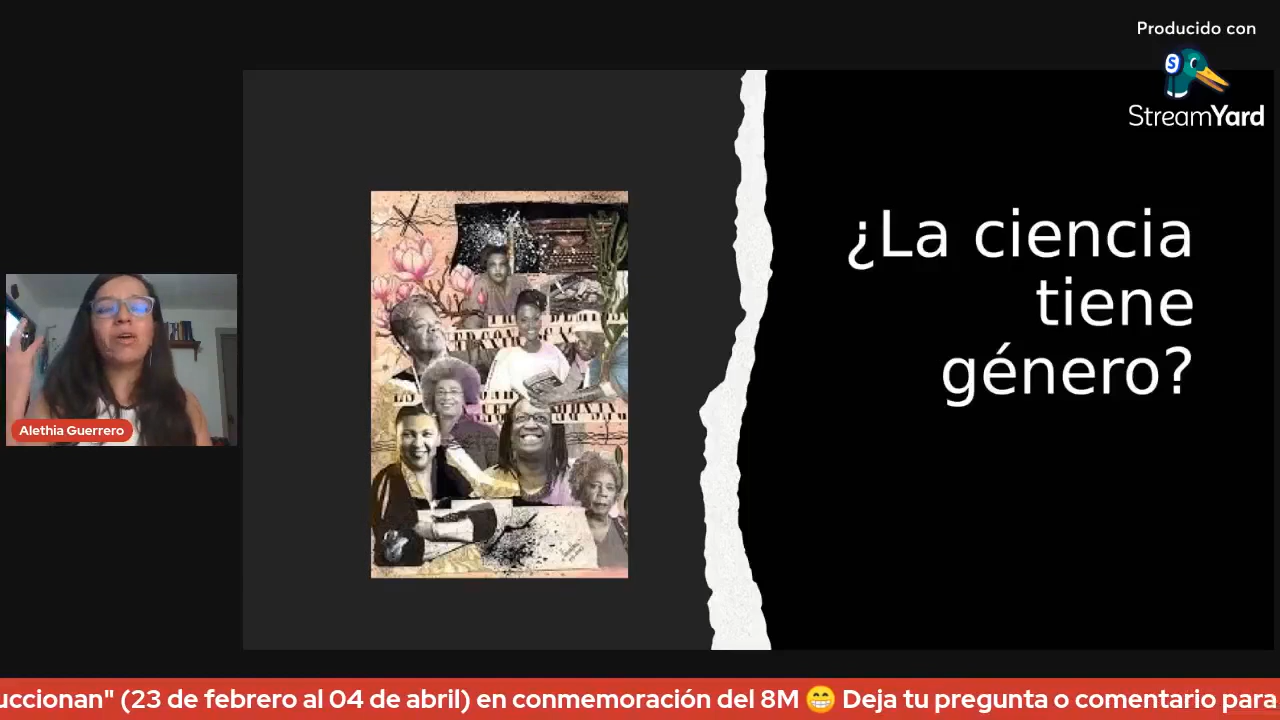 Producido con
StreamYard
¿La ciencia
tiene
género?
Alethia Guerrero
uccionan" (23 de febrero al 04 de abril) en conmemoración del 8M 😁 Deja tu pregunta o comentario para